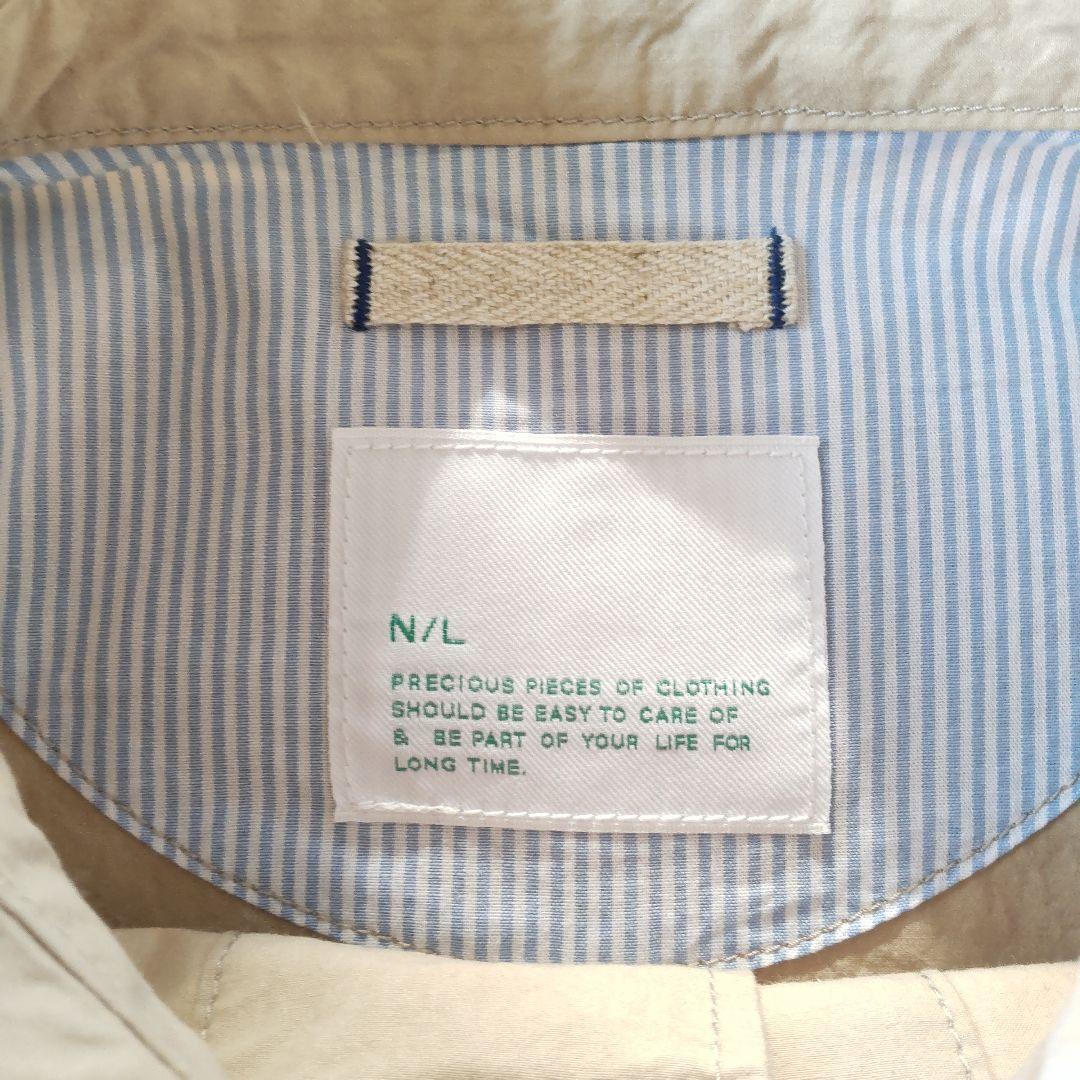 N/L
PRECIOUS PIECES OF CLOTHING
SHOULD BE EASY TO CARE OF
& BE PART OF YOUR LIFE FOR
LONG TIME.